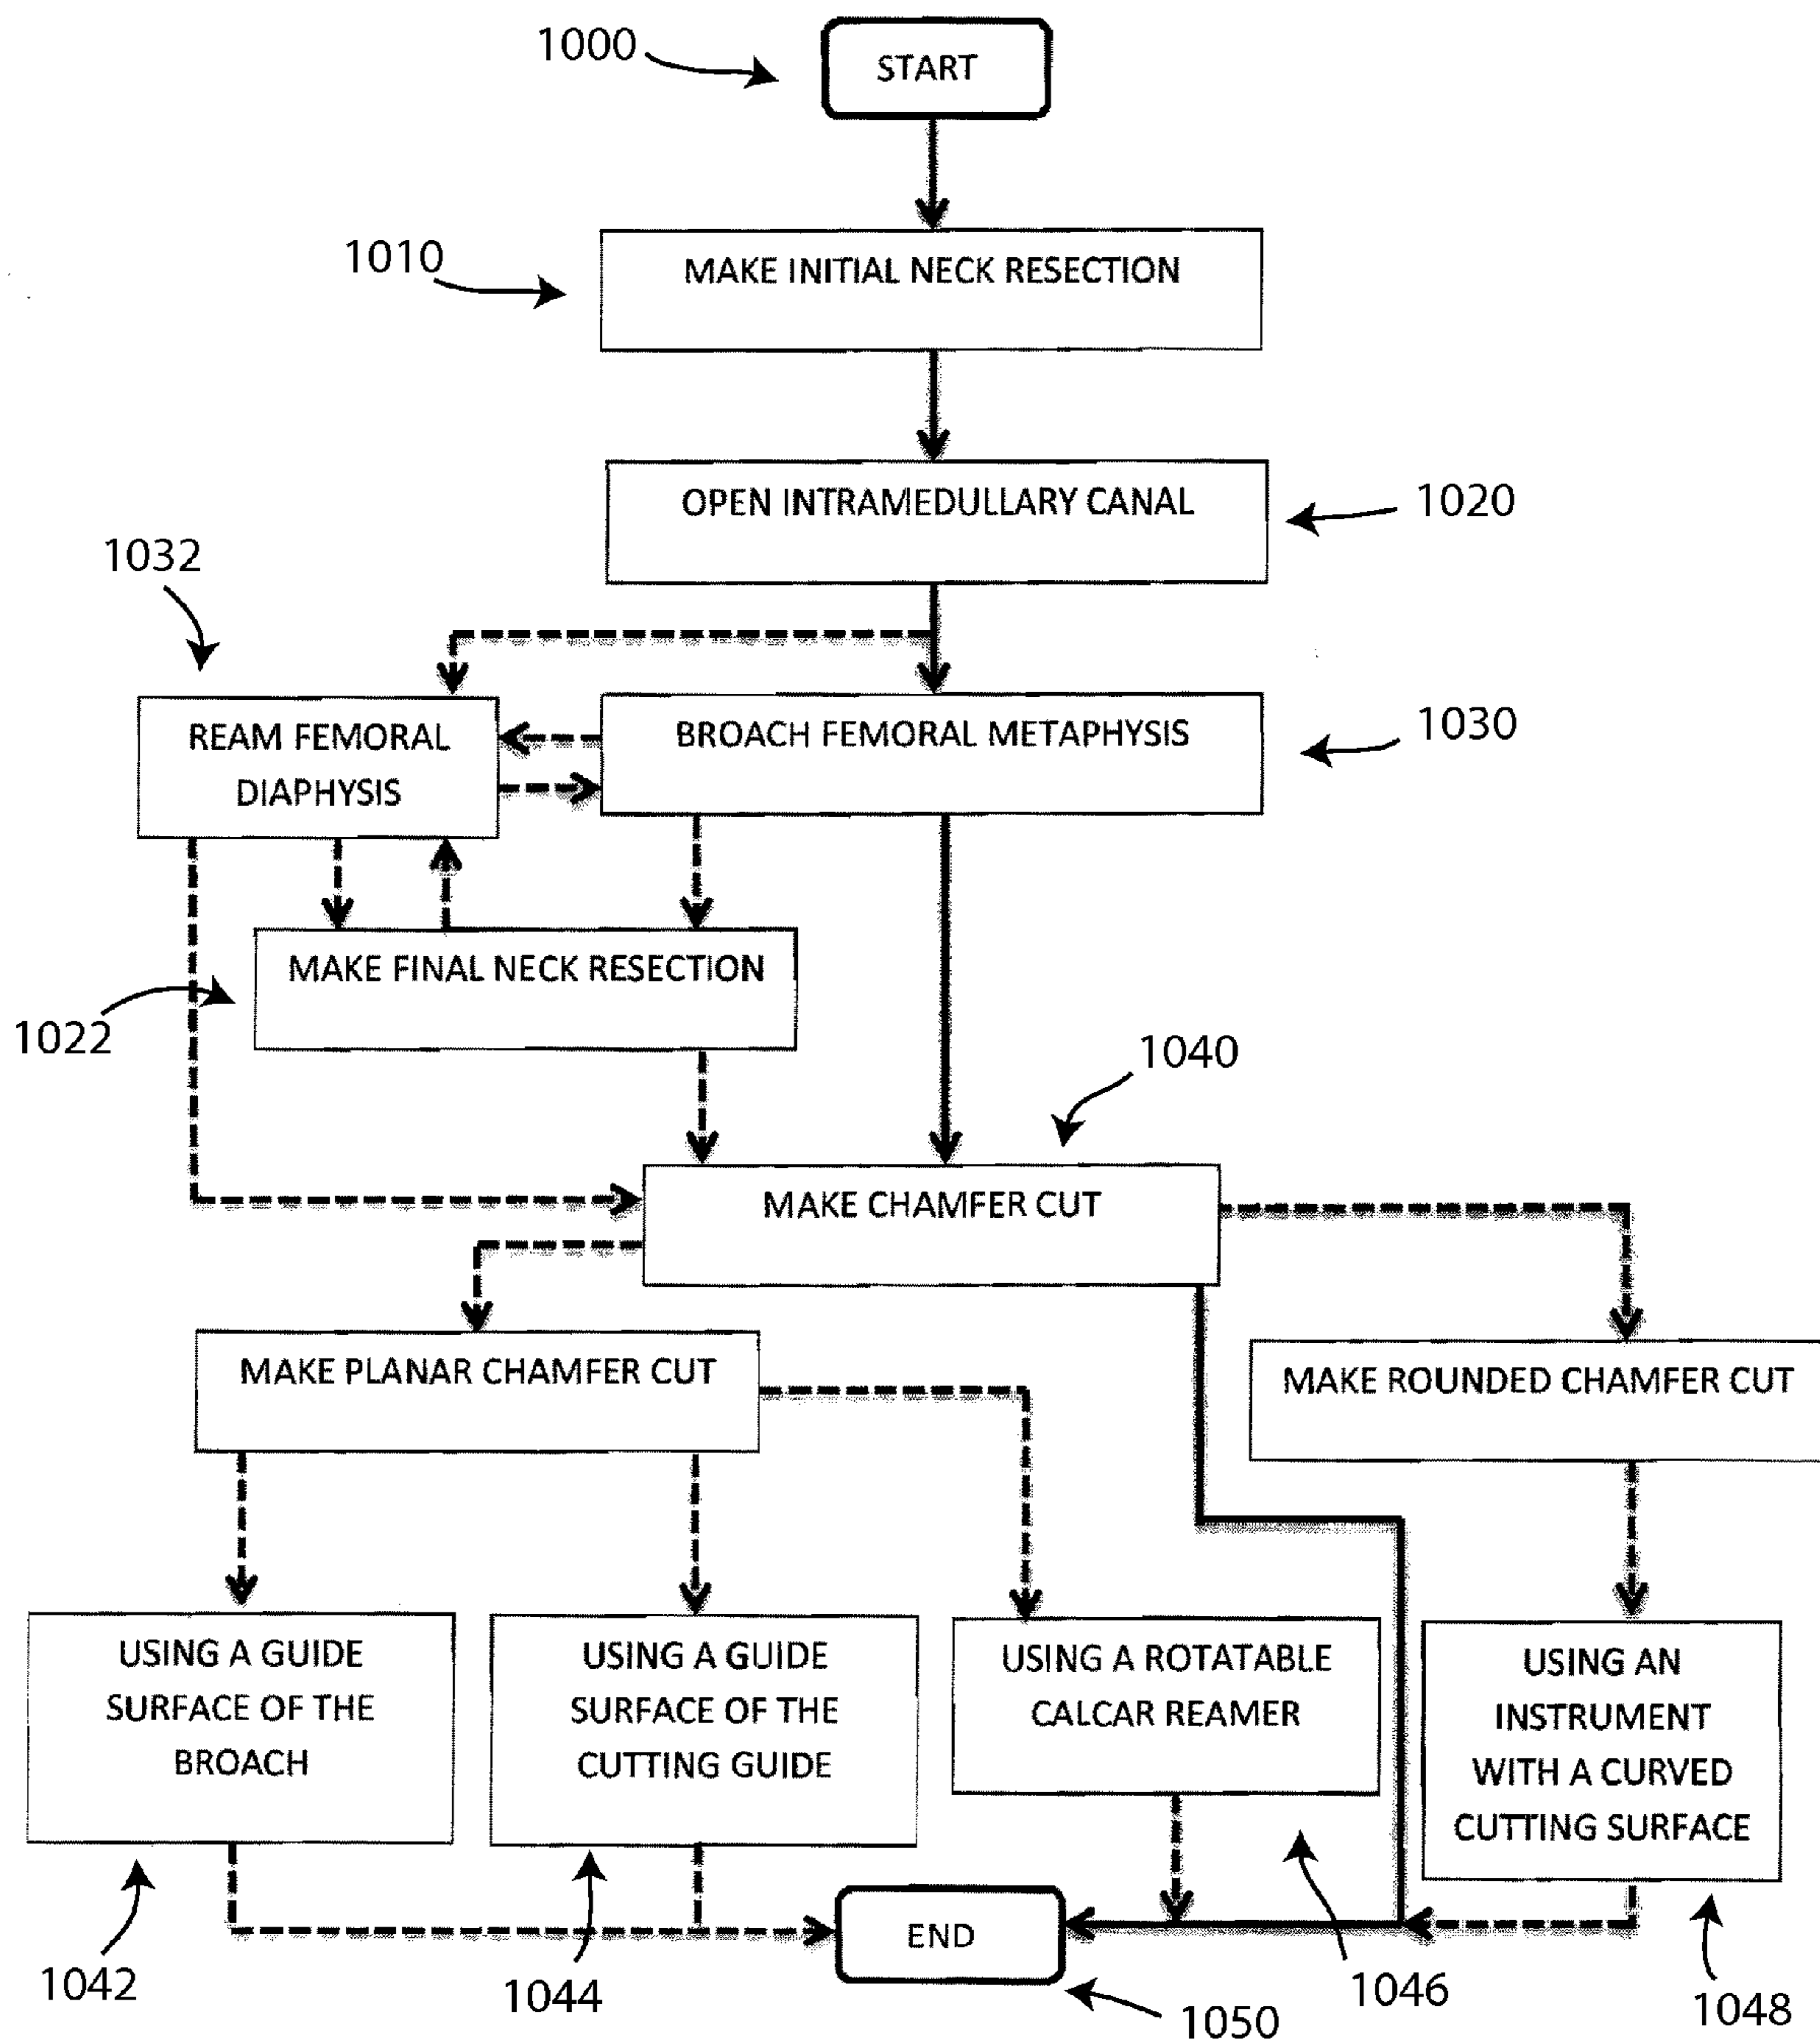 1000
START
1010
MAKE INITIAL NECK RESECTION
OPEN INTRAMEDULLARY CANAL
1020
1032
REAM FEMORAL
DIAPHYSIS
BROACH FEMORAL METAPHYSIS
1030
MAKE FINAL NECK RESECTION
1022
1040
MAKE CHAMFER CUT
MAKE PLANAR CHAMFER CUT
MAKE ROUNDED CHAMFER CUT
USING A GUIDE
SURFACE OF THE
BROACH
USING A GUIDE
SURFACE OF THE
CUTTING GUIDE
USING A ROTATABLE
CALCAR REAMER
USING AN
INSTRUMENT
WITH A CURVED
CUTTING SURFACE
END
1042
1044
1050
1046
1048